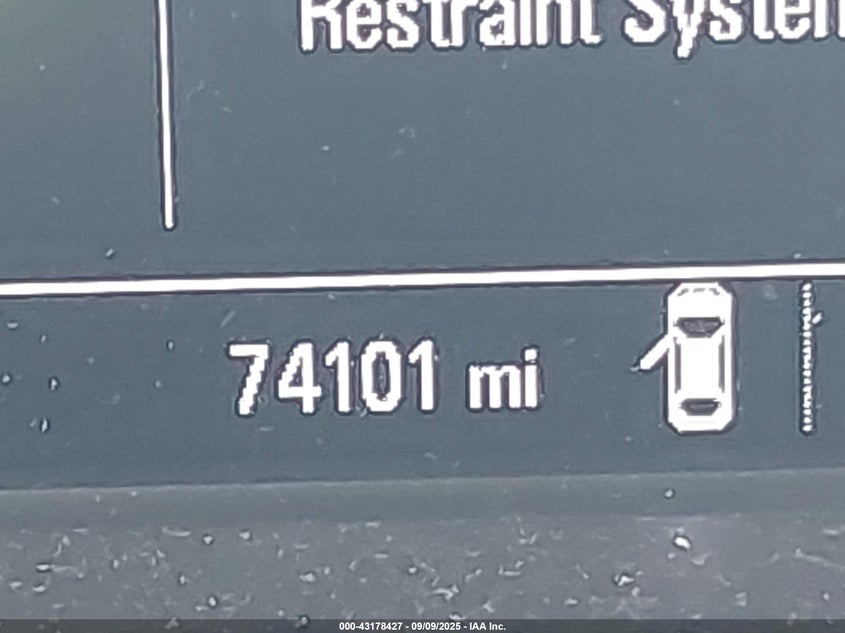 Restraint System
74101 mi
000-43178427 - 09/09/2025 - IAA Inc.